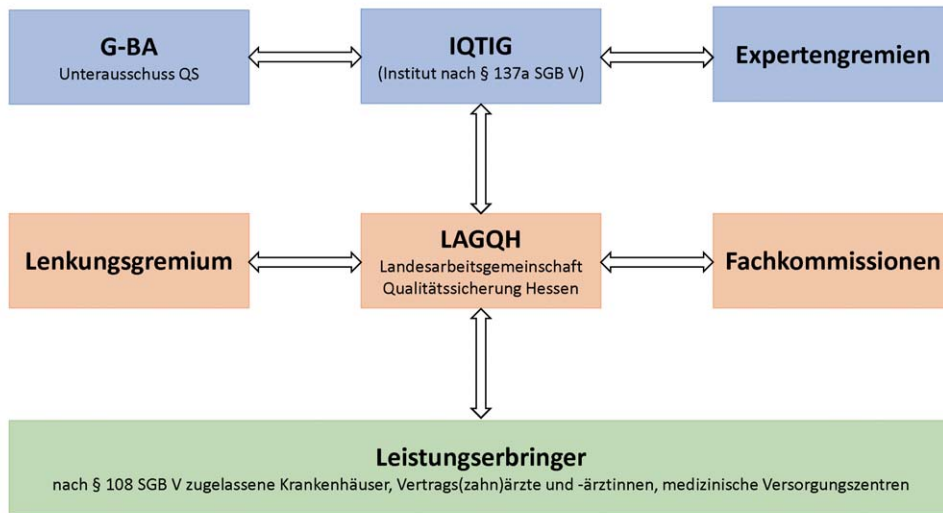 G-BA
Unterausschuss QS
IQTIG
(Institut nach § 137a SGB V)
Expertengremien
Lenkungsgremium
LAGQH
Landesarbeitsgemeinschaft
Qualitätssicherung Hessen
Fachkommissionen
Leistungserbringer
nach § 108 SGB V zugelassene Krankenhäuser, Vertrags(zahn)ärzte und -ärztinnen, medizinische Versorgungszentren